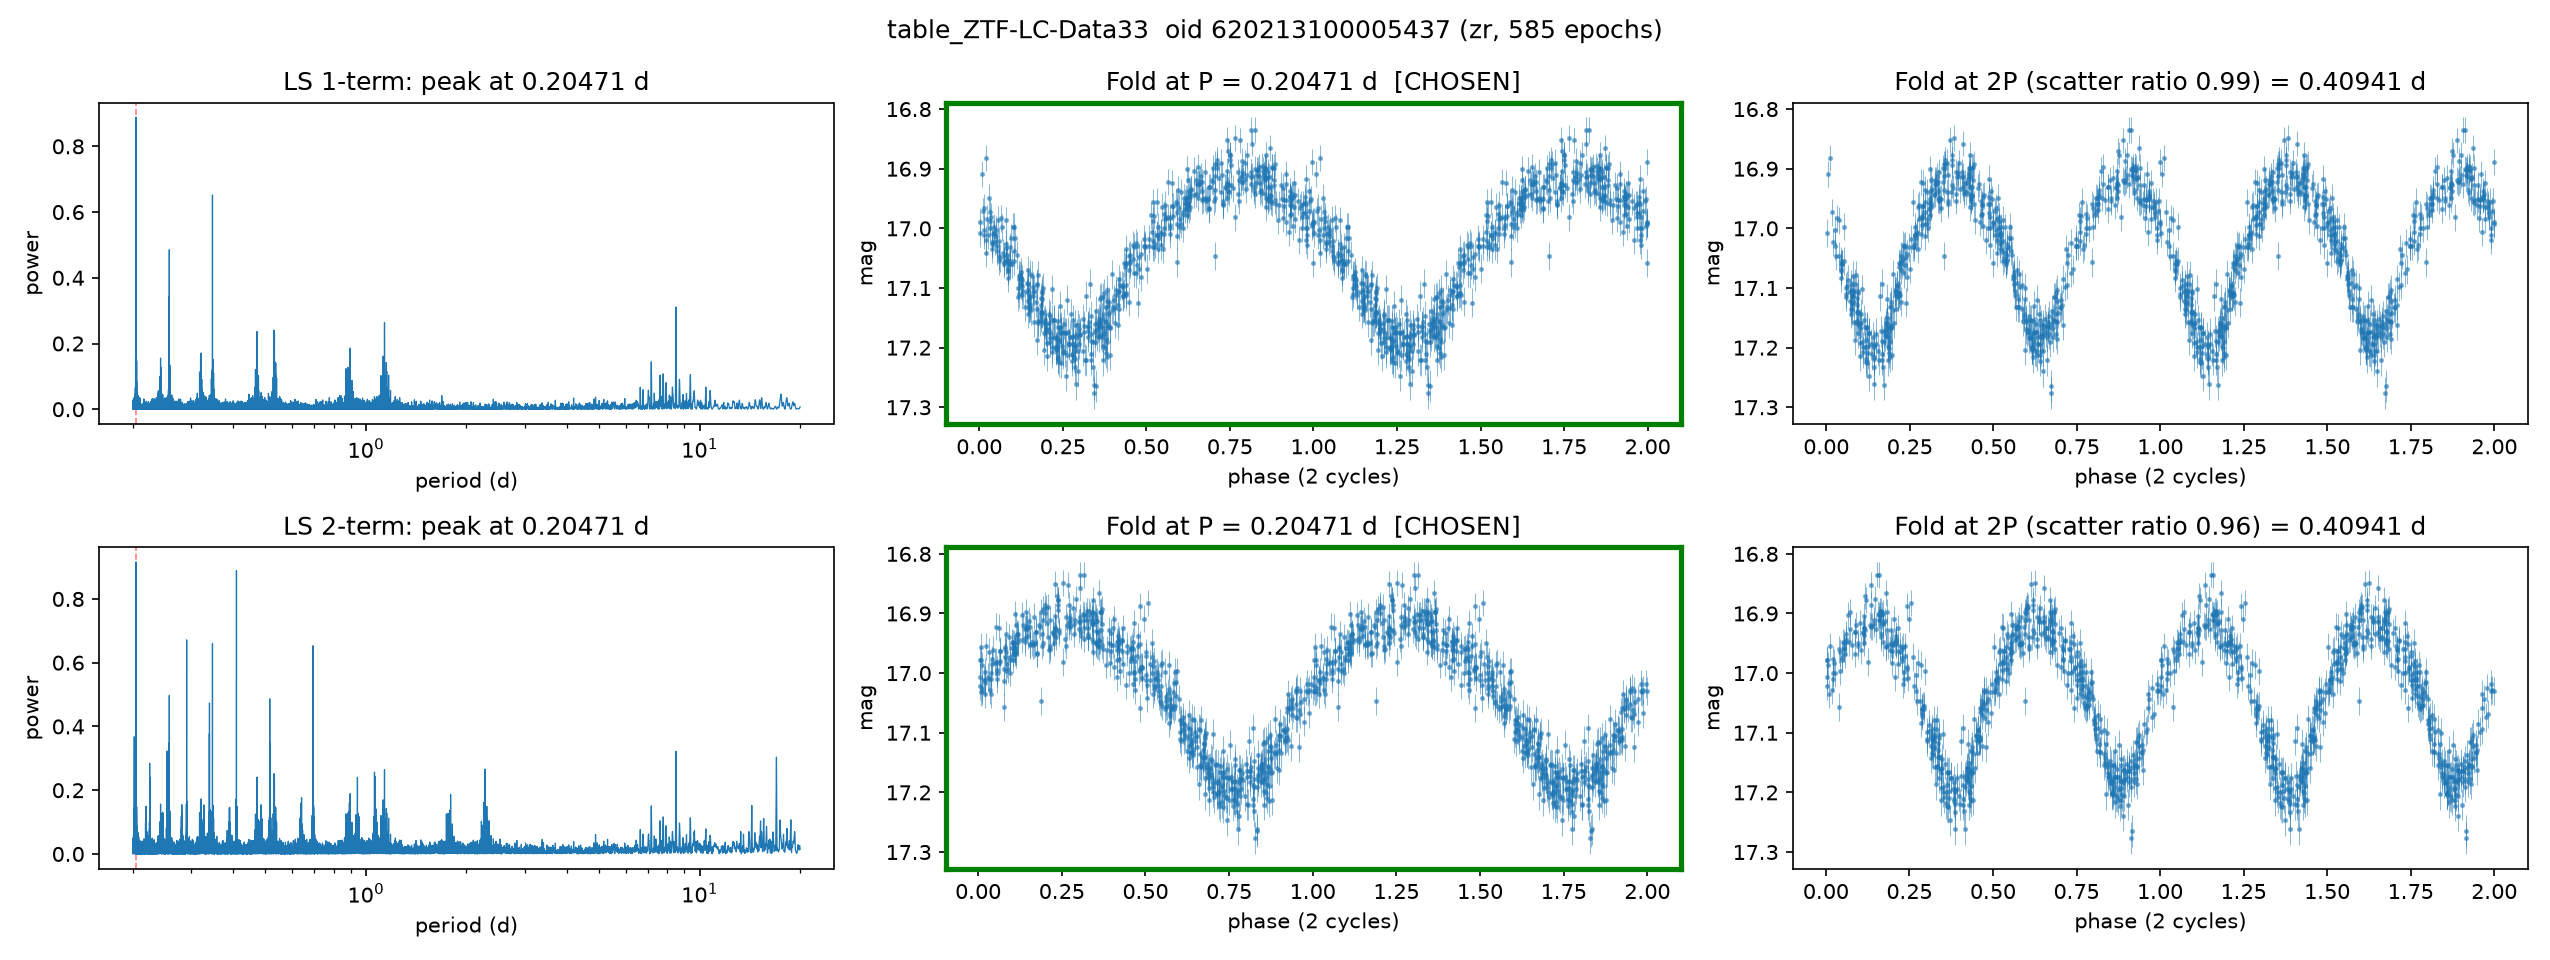 table_ZTF-LC-Data33  oid 620213100005437 (zr, 585 epochs)
LS 1-term: peak at 0.20471 d
power
0.8
0.6
0.4
0.2
0.0
10⁰
10¹
period (d)
Fold at P = 0.20471 d  [CHOSEN]
mag
16.8
16.9
17.0
17.1
17.2
17.3
0.00 0.25 0.50 0.75 1.00 1.25 1.50 1.75 2.00
phase (2 cycles)
Fold at 2P (scatter ratio 0.99) = 0.40941 d
mag
16.8
16.9
17.0
17.1
17.2
17.3
0.00 0.25 0.50 0.75 1.00 1.25 1.50 1.75 2.00
phase (2 cycles)
LS 2-term: peak at 0.20471 d
power
0.8
0.6
0.4
0.2
0.0
10⁰
10¹
period (d)
Fold at P = 0.20471 d  [CHOSEN]
mag
16.8
16.9
17.0
17.1
17.2
17.3
0.00 0.25 0.50 0.75 1.00 1.25 1.50 1.75 2.00
phase (2 cycles)
Fold at 2P (scatter ratio 0.96) = 0.40941 d
mag
16.8
16.9
17.0
17.1
17.2
17.3
0.00 0.25 0.50 0.75 1.00 1.25 1.50 1.75 2.00
phase (2 cycles)